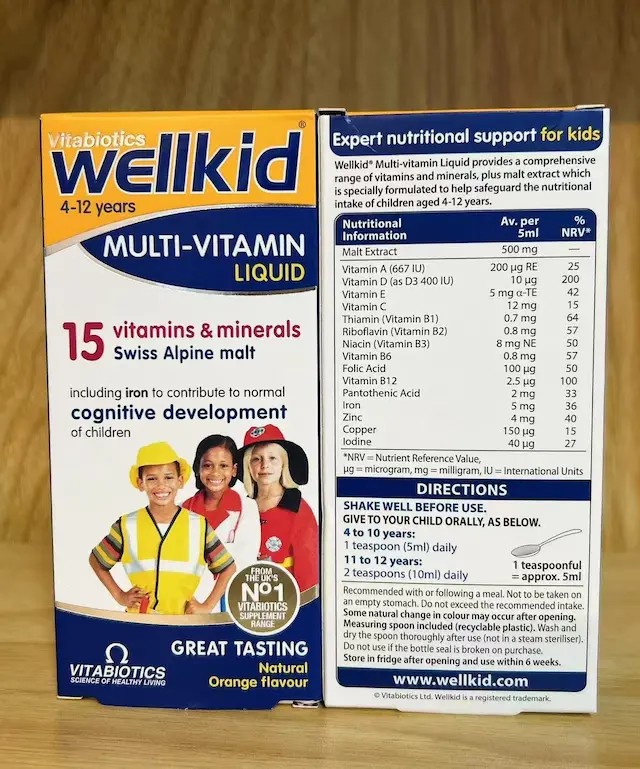 Vitabiotics
wellkid®
4-12 years
MULTI-VITAMIN
LIQUID
15 vitamins & minerals
Swiss Alpine malt
including iron to contribute to normal
cognitive development
of children
FROM
THE UK'S
Nº1
VITABIOTICS
SUPPLEMENT
RANGE
GREAT TASTING
Natural
Orange flavour
VITABIOTICS
SCIENCE OF HEALTHY LIVING
Expert nutritional support for kids
Wellkid® Multi-vitamin Liquid provides a comprehensive
range of vitamins and minerals, plus malt extract which
is specially formulated to help safeguard the nutritional
intake of children aged 4-12 years.
Nutritional Information Av. per 5ml % NRV*
Malt Extract 500 mg —
Vitamin A (667 IU) 200 µg RE 25
Vitamin D (as D3 400 IU) 10 µg 200
Vitamin E 5 mg α-TE 42
Vitamin C 12 mg 15
Thiamin (Vitamin B1) 0.7 mg 64
Riboflavin (Vitamin B2) 0.8 mg 57
Niacin (Vitamin B3) 8 mg NE 50
Vitamin B6 0.8 mg 57
Folic Acid 100 µg 50
Vitamin B12 2.5 µg 100
Pantothenic Acid 2 mg 33
Iron 5 mg 36
Zinc 4 mg 40
Copper 150 µg 15
Iodine 40 µg 27
*NRV = Nutrient Reference Value,
µg = microgram, mg = milligram, IU = International Units
DIRECTIONS
SHAKE WELL BEFORE USE.
GIVE TO YOUR CHILD ORALLY, AS BELOW.
4 to 10 years:
1 teaspoon (5ml) daily
11 to 12 years:
2 teaspoons (10ml) daily
1 teaspoonful
= approx. 5ml
Recommended with or following a meal. Not to be taken on
an empty stomach. Do not exceed the recommended intake.
Some natural change in colour may occur after opening.
Measuring spoon included (recyclable plastic). Wash and
dry the spoon thoroughly after use (not in a steam steriliser).
Do not use if the bottle seal is broken on purchase.
Store in fridge after opening and use within 6 weeks.
www.wellkid.com
© Vitabiotics Ltd. Wellkid is a registered trademark.